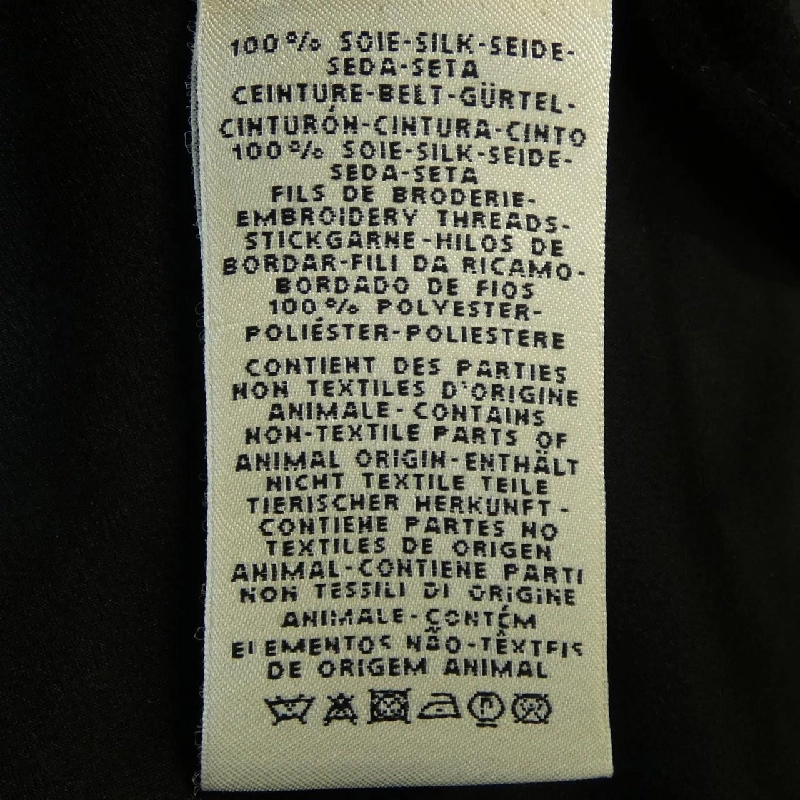 100% SOIE-SILK-SEIDE-
SEDA-SETA
CEINTURE-BELT-GÜRTEL-
CINTURÓN-CINTURA-CINTO
100% SOIE-SILK-SEIDE-
SEDA-SETA
FILS DE BRODERIE-
EMBROIDERY THREADS-
STICKGARNE-HILOS DE
BORDAR-FILI DA RICAMO-
BORDADO DE FIOS
100% POLYESTER-
POLIÉSTER-POLIESTERE
CONTIENT DES PARTIES
NON TEXTILES D'ORIGINE
ANIMALE-CONTAINS
NON-TEXTILE PARTS OF
ANIMAL ORIGIN-ENTHÄLT
NICHT TEXTILE TEILE
TIERISCHER HERKUNFT-
CONTIENE PARTES NO
TEXTILES DE ORIGEN
ANIMAL-CONTIENE PARTI
NON TESSILI DI ORIGINE
ANIMALE-CONTÉM
ELEMENTOS NÃO-TÊXTEIS
DE ORIGEM ANIMAL
P